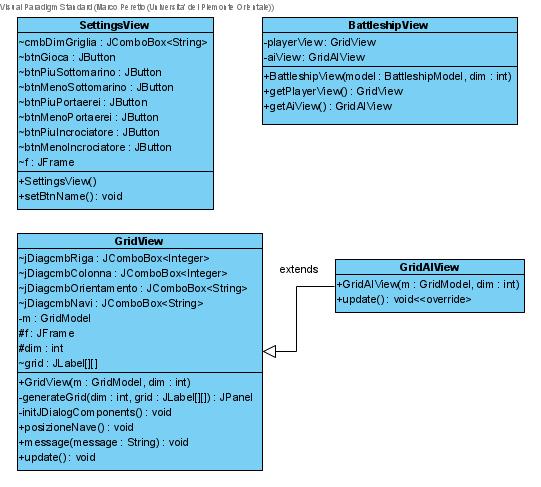 Visual Paradigm Standard (Marco Peretto (Universita' del Piemonte Orientale))
SettingsView
~cmbDimGriglia : JComboBox<String>
~btnGioca : JButton
~btnPiuSottomarino : JButton
~btnMenoSottomarino : JButton
~btnPiuPortaerei : JButton
~btnMenoPortaerei : JButton
~btnPiuIncrociatore : JButton
~btnMenoIncrociatore : JButton
~f : JFrame
+SettingsView()
+setBtnName() : void
BattleshipView
-playerView : GridView
-aiView : GridAIView
+BattleshipView(model : BattleshipModel, dim : int)
+getPlayerView() : GridView
+getAiView() : GridAIView
GridView
~jDiagcmbRiga : JComboBox<Integer>
~jDiagcmbColonna : JComboBox<Integer>
~jDiagcmbOrientamento : JComboBox<String>
~jDiagcmbNavi : JComboBox<String>
-m : GridModel
#f : JFrame
#dim : int
~grid : JLabel[][]
+GridView(m : GridModel, dim : int)
-generateGrid(dim : int, grid : JLabel[][]) : JPanel
-initJDialogComponents() : void
+posizioneNave() : void
+message(message : String) : void
+update() : void
extends
GridAIView
+GridAIView(m : GridModel, dim : int)
+update() : void<<override>